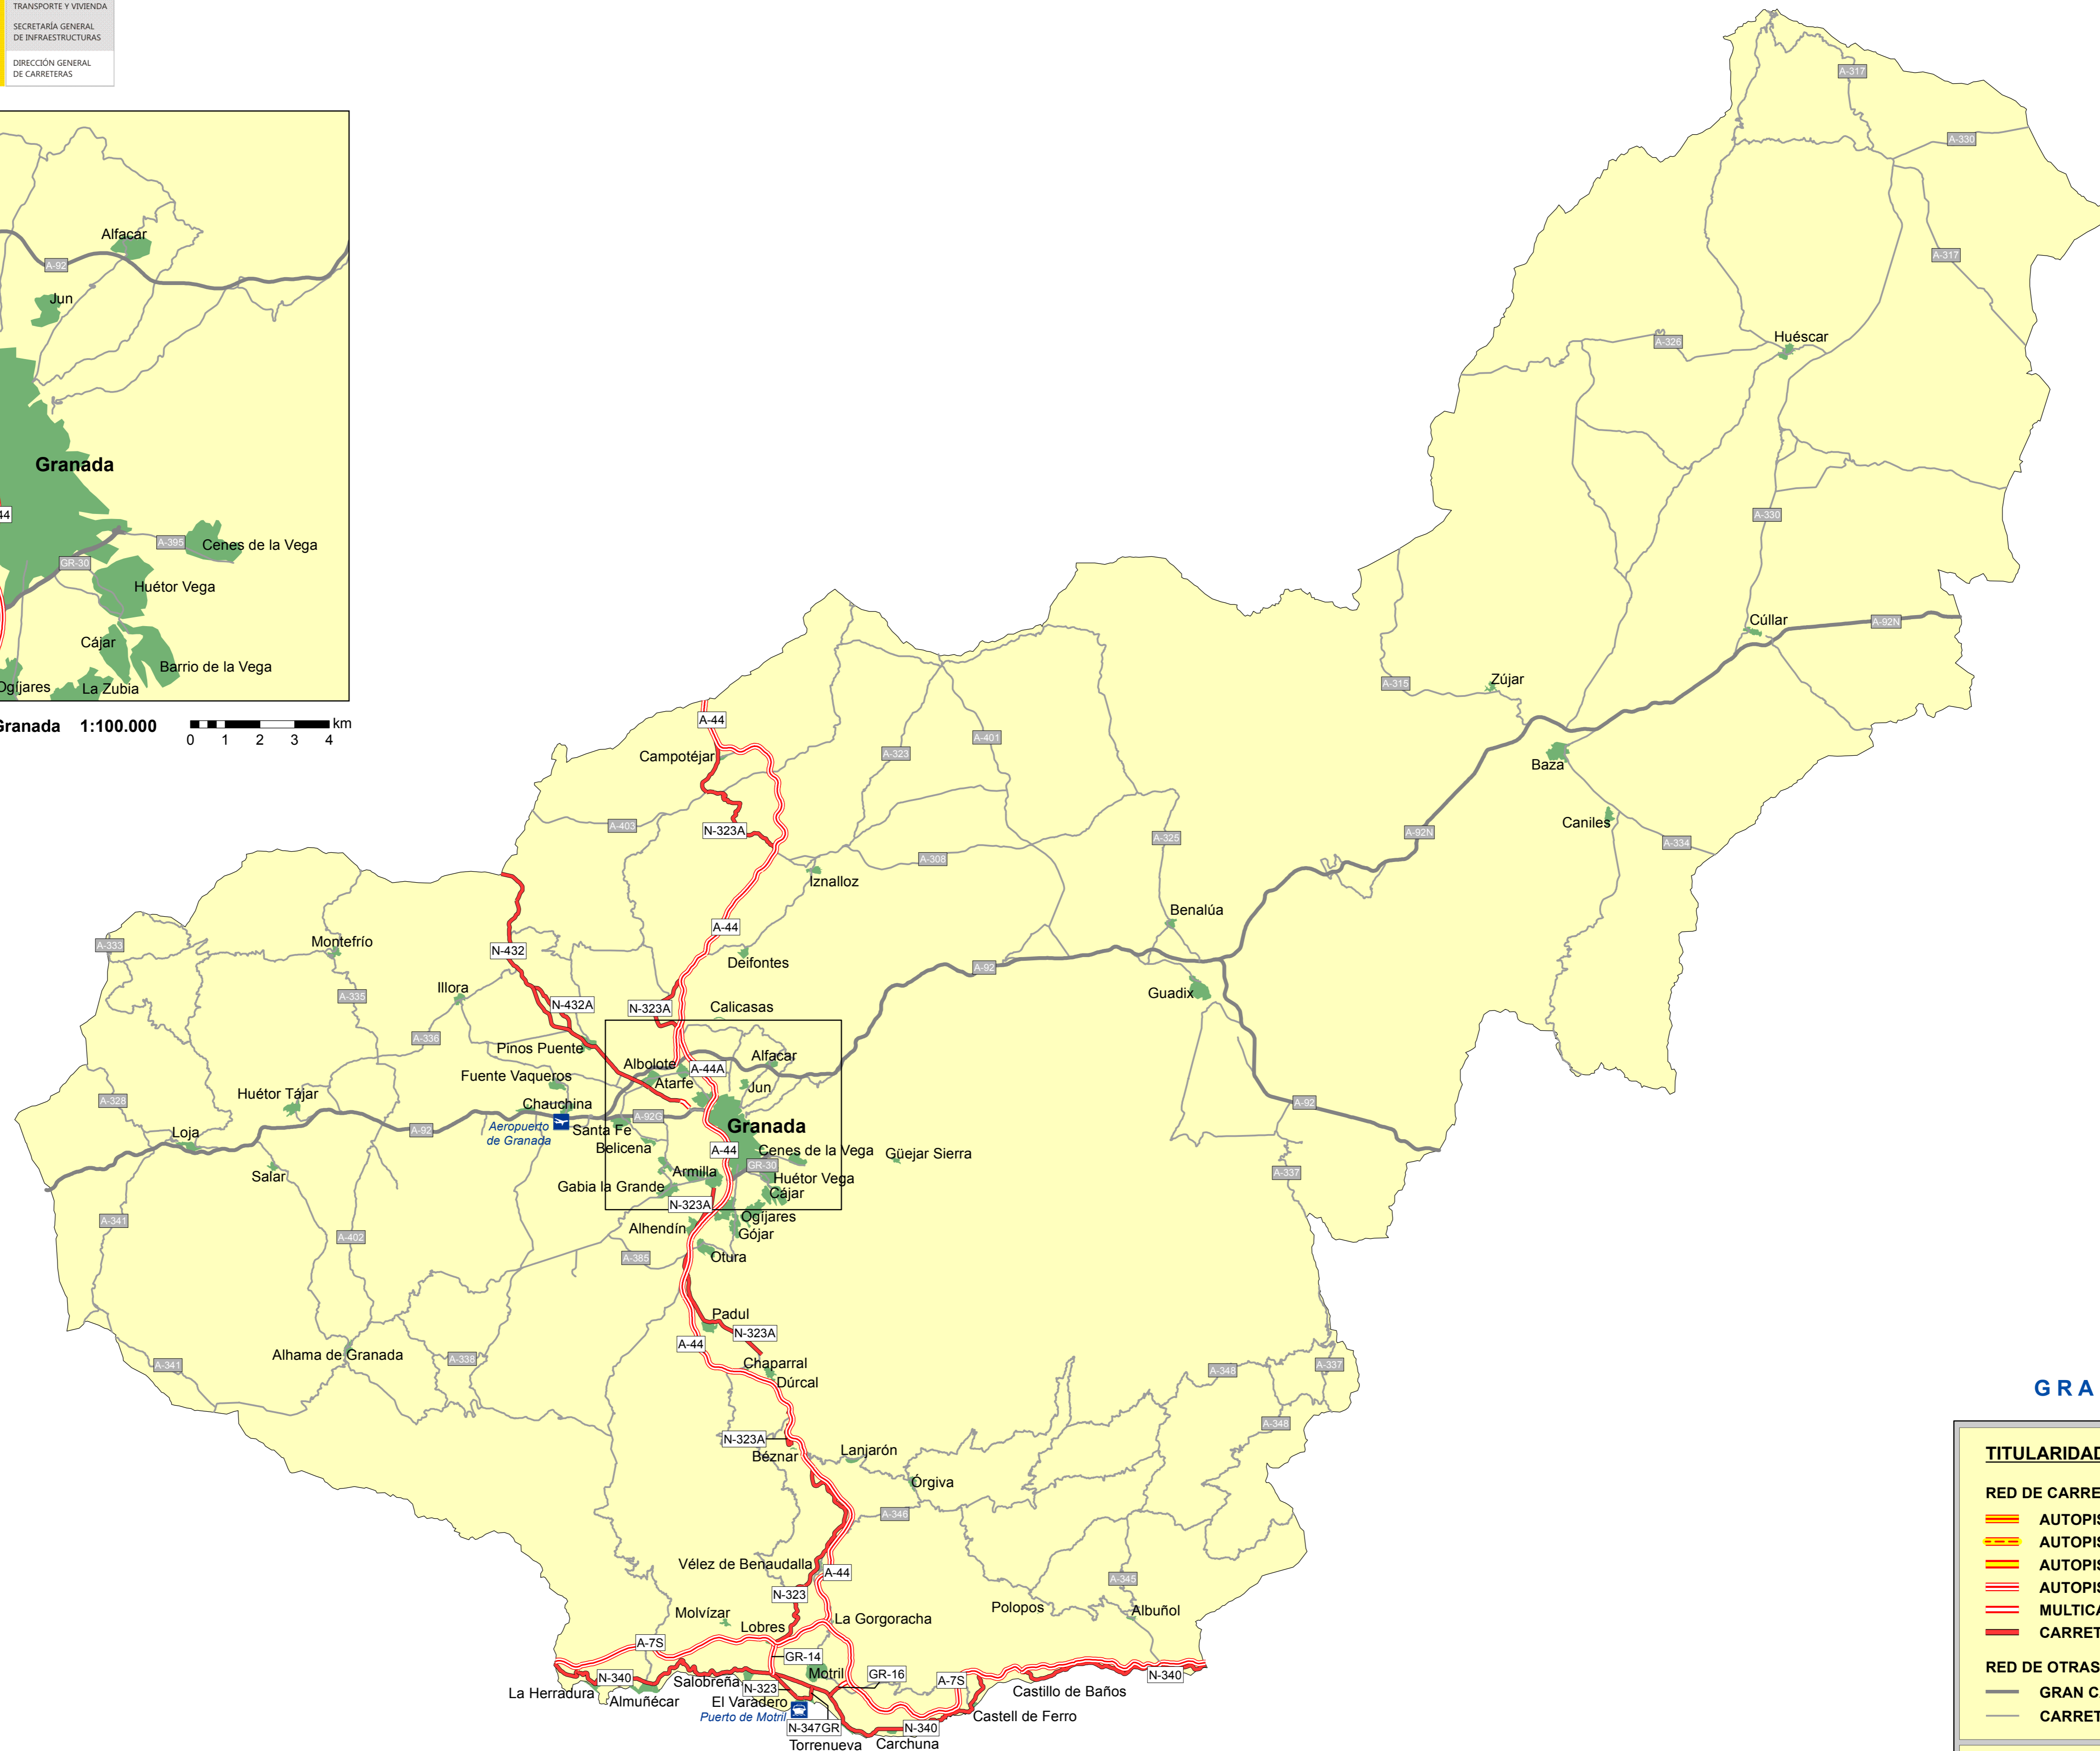 TRANSPORTE Y VIVIENDA
SECRETARÍA GENERAL
DE INFRAESTRUCTURAS
DIRECCIÓN GENERAL
DE CARRETERAS
Alfacar
A-92
Jun
Granada
44
A-395
Cenes de la Vega
GR-30
Huétor Vega
Cájar
Barrio de la Vega
Ogíjares
La Zubia
Granada 1:100.000
km
0 1 2 3 4
A-317
A-330
A-317
A-326
Huéscar
A-330
Cúllar
A-92N
A-315
Zújar
Baza
Caniles
A-334
A-92N
A-44
Campotéjar
A-323
A-401
A-403
N-323A
A-325
A-308
Iznalloz
Benalúa
A-44
A-333
Montefrío
N-432
Deifontes
A-92
Illora
A-335
N-432A
N-323A
Calicasas
Guadix
A-336
Pinos Puente
Albolote
A-44A
Alfacar
Fuente Vaqueros
Atarfe
Jun
Huétor Tájar
A-328
Chauchina
A-92G
A-92
Aeropuerto
de Granada
Santa Fe
Granada
Loja
A-92
Belicena
A-44
Cenes de la Vega
Güejar Sierra
GR-30
Salar
Armilla
Huétor Vega
A-337
Gabia la Grande
Cájar
N-323A
A-341
Ogíjares
Alhendín
Gójar
A-402
A-385
Otura
Padul
N-323A
A-44
Alhama de Granada
A-338
A-341
Chaparral
A-348
A-337
Dúrcal
A-348
N-323A
Béznar
Lanjarón
Órgiva
A-346
Vélez de Benaudalla
A-44
A-345
N-323
Polopos
Albuñol
Molvízar
La Gorgoracha
Lobres
A-7S
GR-14
Motril
GR-16
A-7S
N-340
N-340
Salobreña
N-323
La Herradura
Almuñécar
El Varadero
Castillo de Baños
Puerto de Motril
Castell de Ferro
N-347GR
N-340
Torrenueva
Carchuna
GRA
TITULARIDAD
RED DE CARRE
AUTOPIS
AUTOPIS
AUTOPIS
AUTOPIS
MULTICA
CARRET
RED DE OTRAS
GRAN C
CARRET